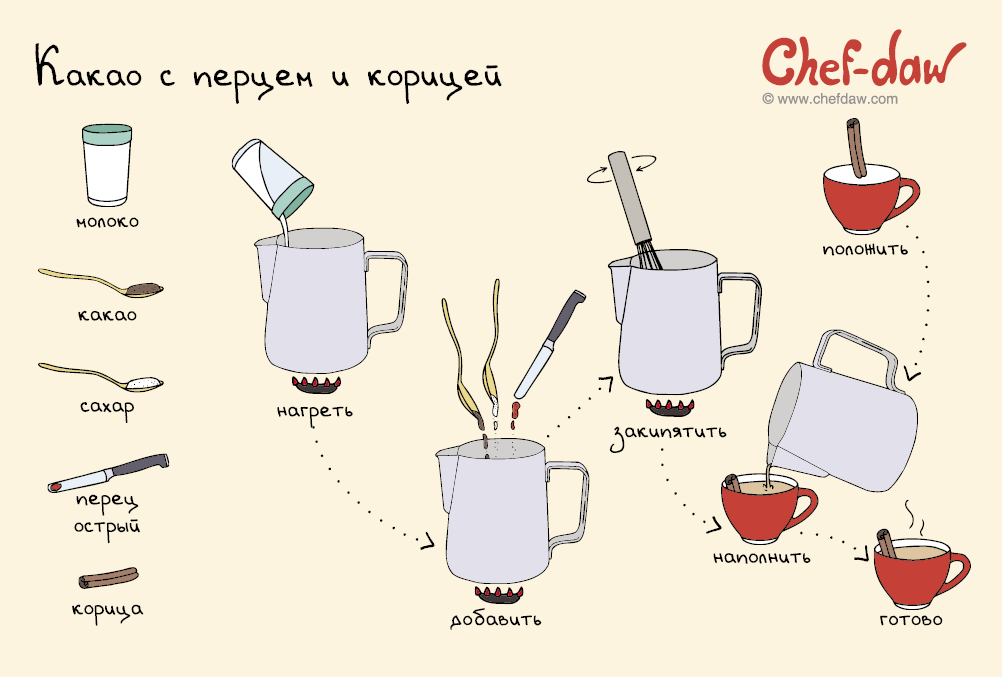 Какао с перцем и корицей
Chef-daw
© www.chefdaw.com
молоко
какао
сахар
перец
острый
корица
нагреть
добавить
закипятить
положить
наполнить
готово